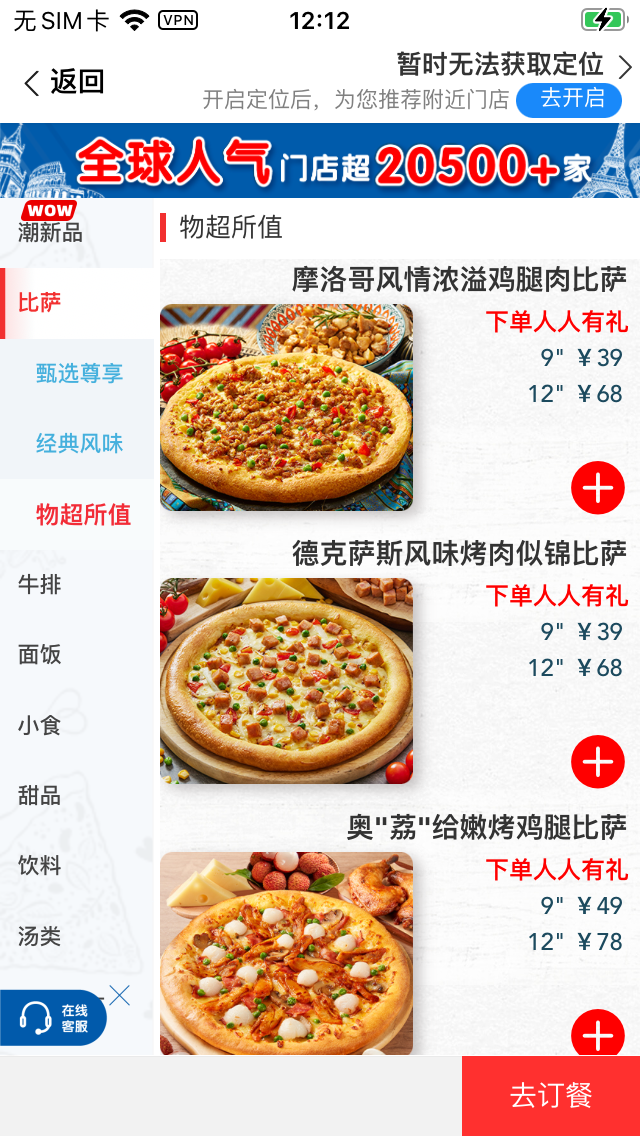 无SIM卡 VPN 12:12
返回
暂时无法获取定位
开启定位后，为您推荐附近门店 去开启
全球人气 门店超 20500+ 家
WOW
潮新品
比萨
甄选尊享
经典风味
物超所值
牛排
面饭
小食
甜品
饮料
汤类
在线
客服
物超所值
摩洛哥风情浓溢鸡腿肉比萨
下单人人有礼
9" ￥39
12" ￥68
德克萨斯风味烤肉似锦比萨
下单人人有礼
9" ￥39
12" ￥68
奥"荔"给嫩烤鸡腿比萨
下单人人有礼
9" ￥49
12" ￥78
去订餐